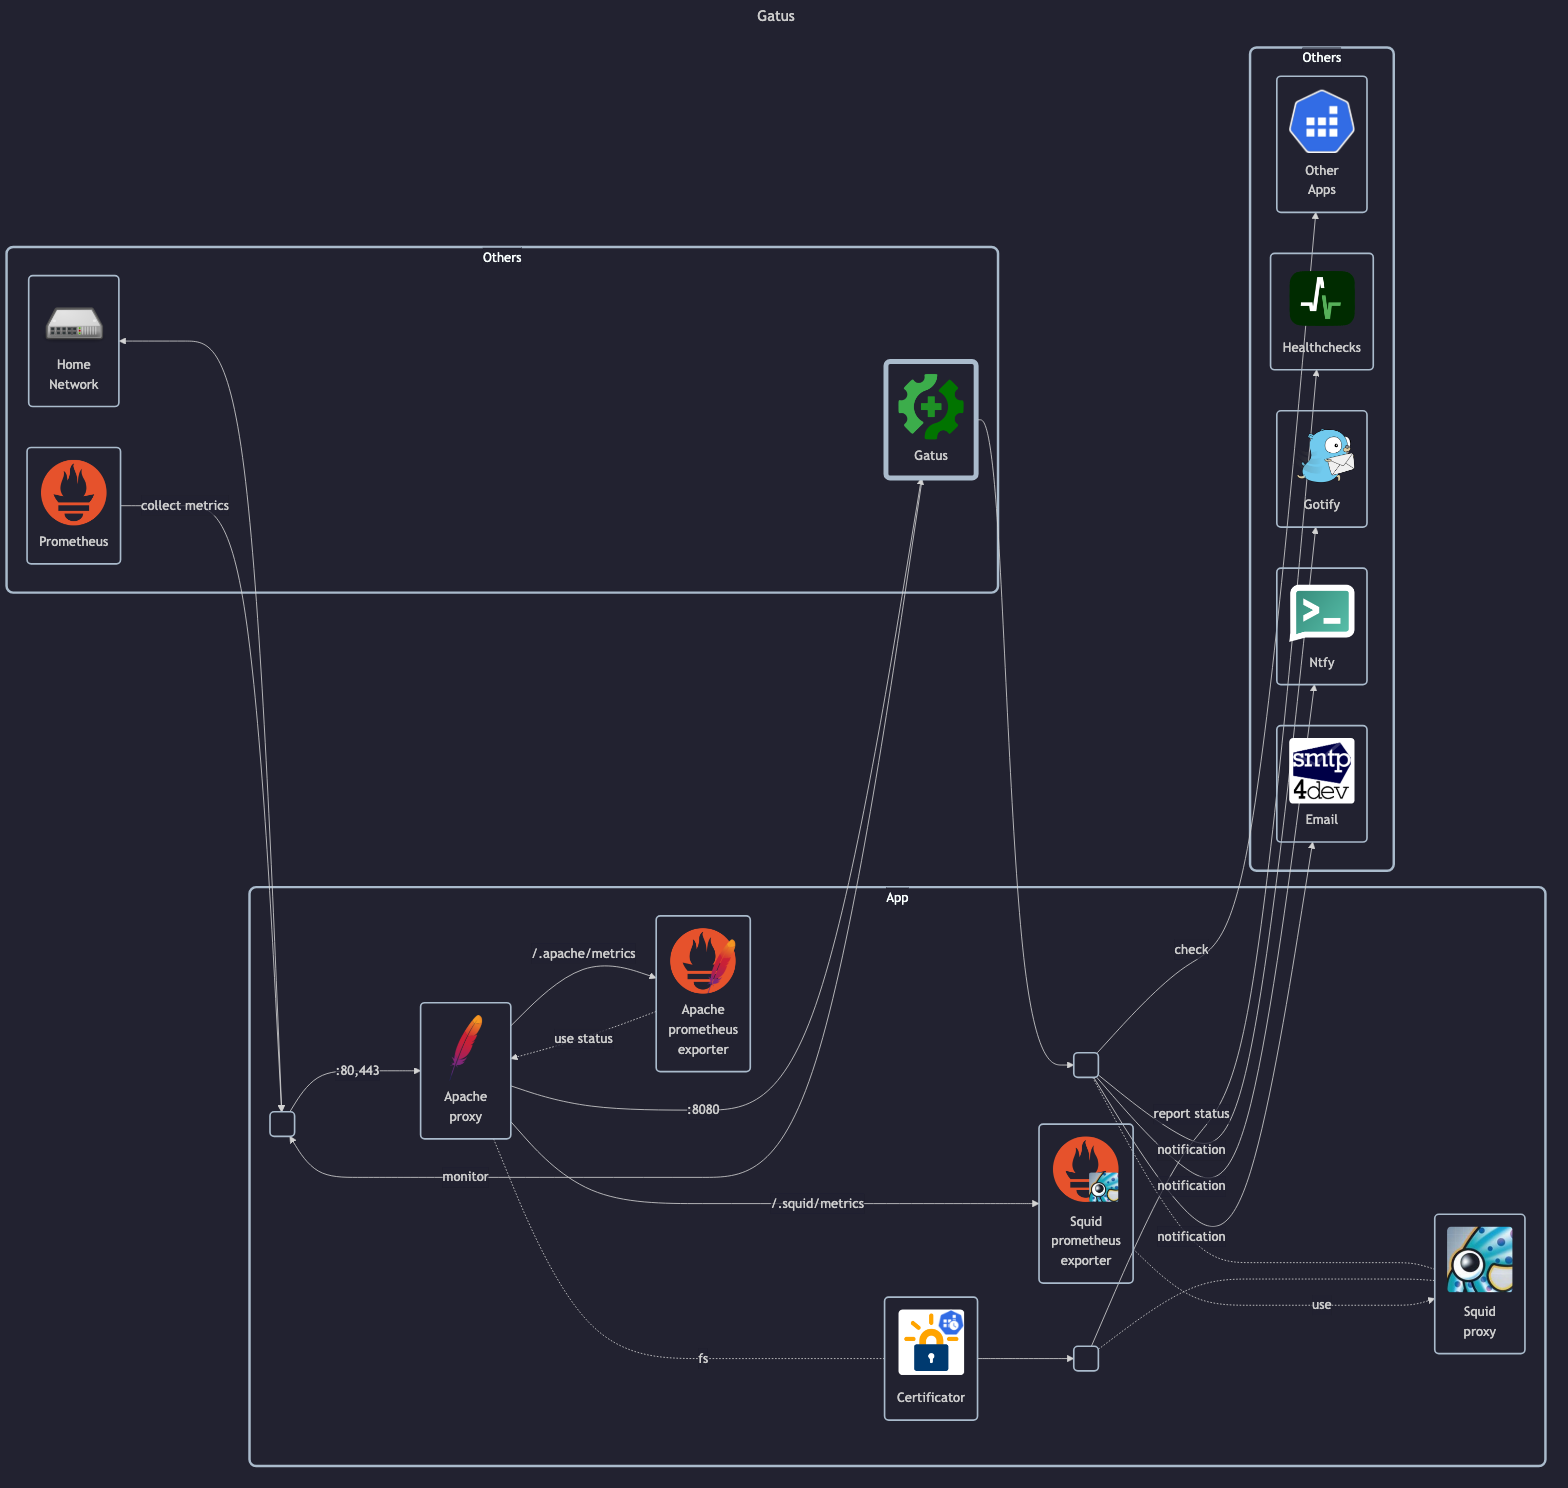 Gatus
Others
Other
Apps
Healthchecks
Gotify
Ntfy
smtp
4dev
Email
Others
Home
Network
Prometheus
collect metrics
Gatus
App
/.apache/metrics
Apache
prometheus
exporter
use status
:80,443
Apache
proxy
:8080
monitor
/.squid/metrics
check
report status
notification
notification
notification
Squid
prometheus
exporter
use
Squid
proxy
fs
Certificator